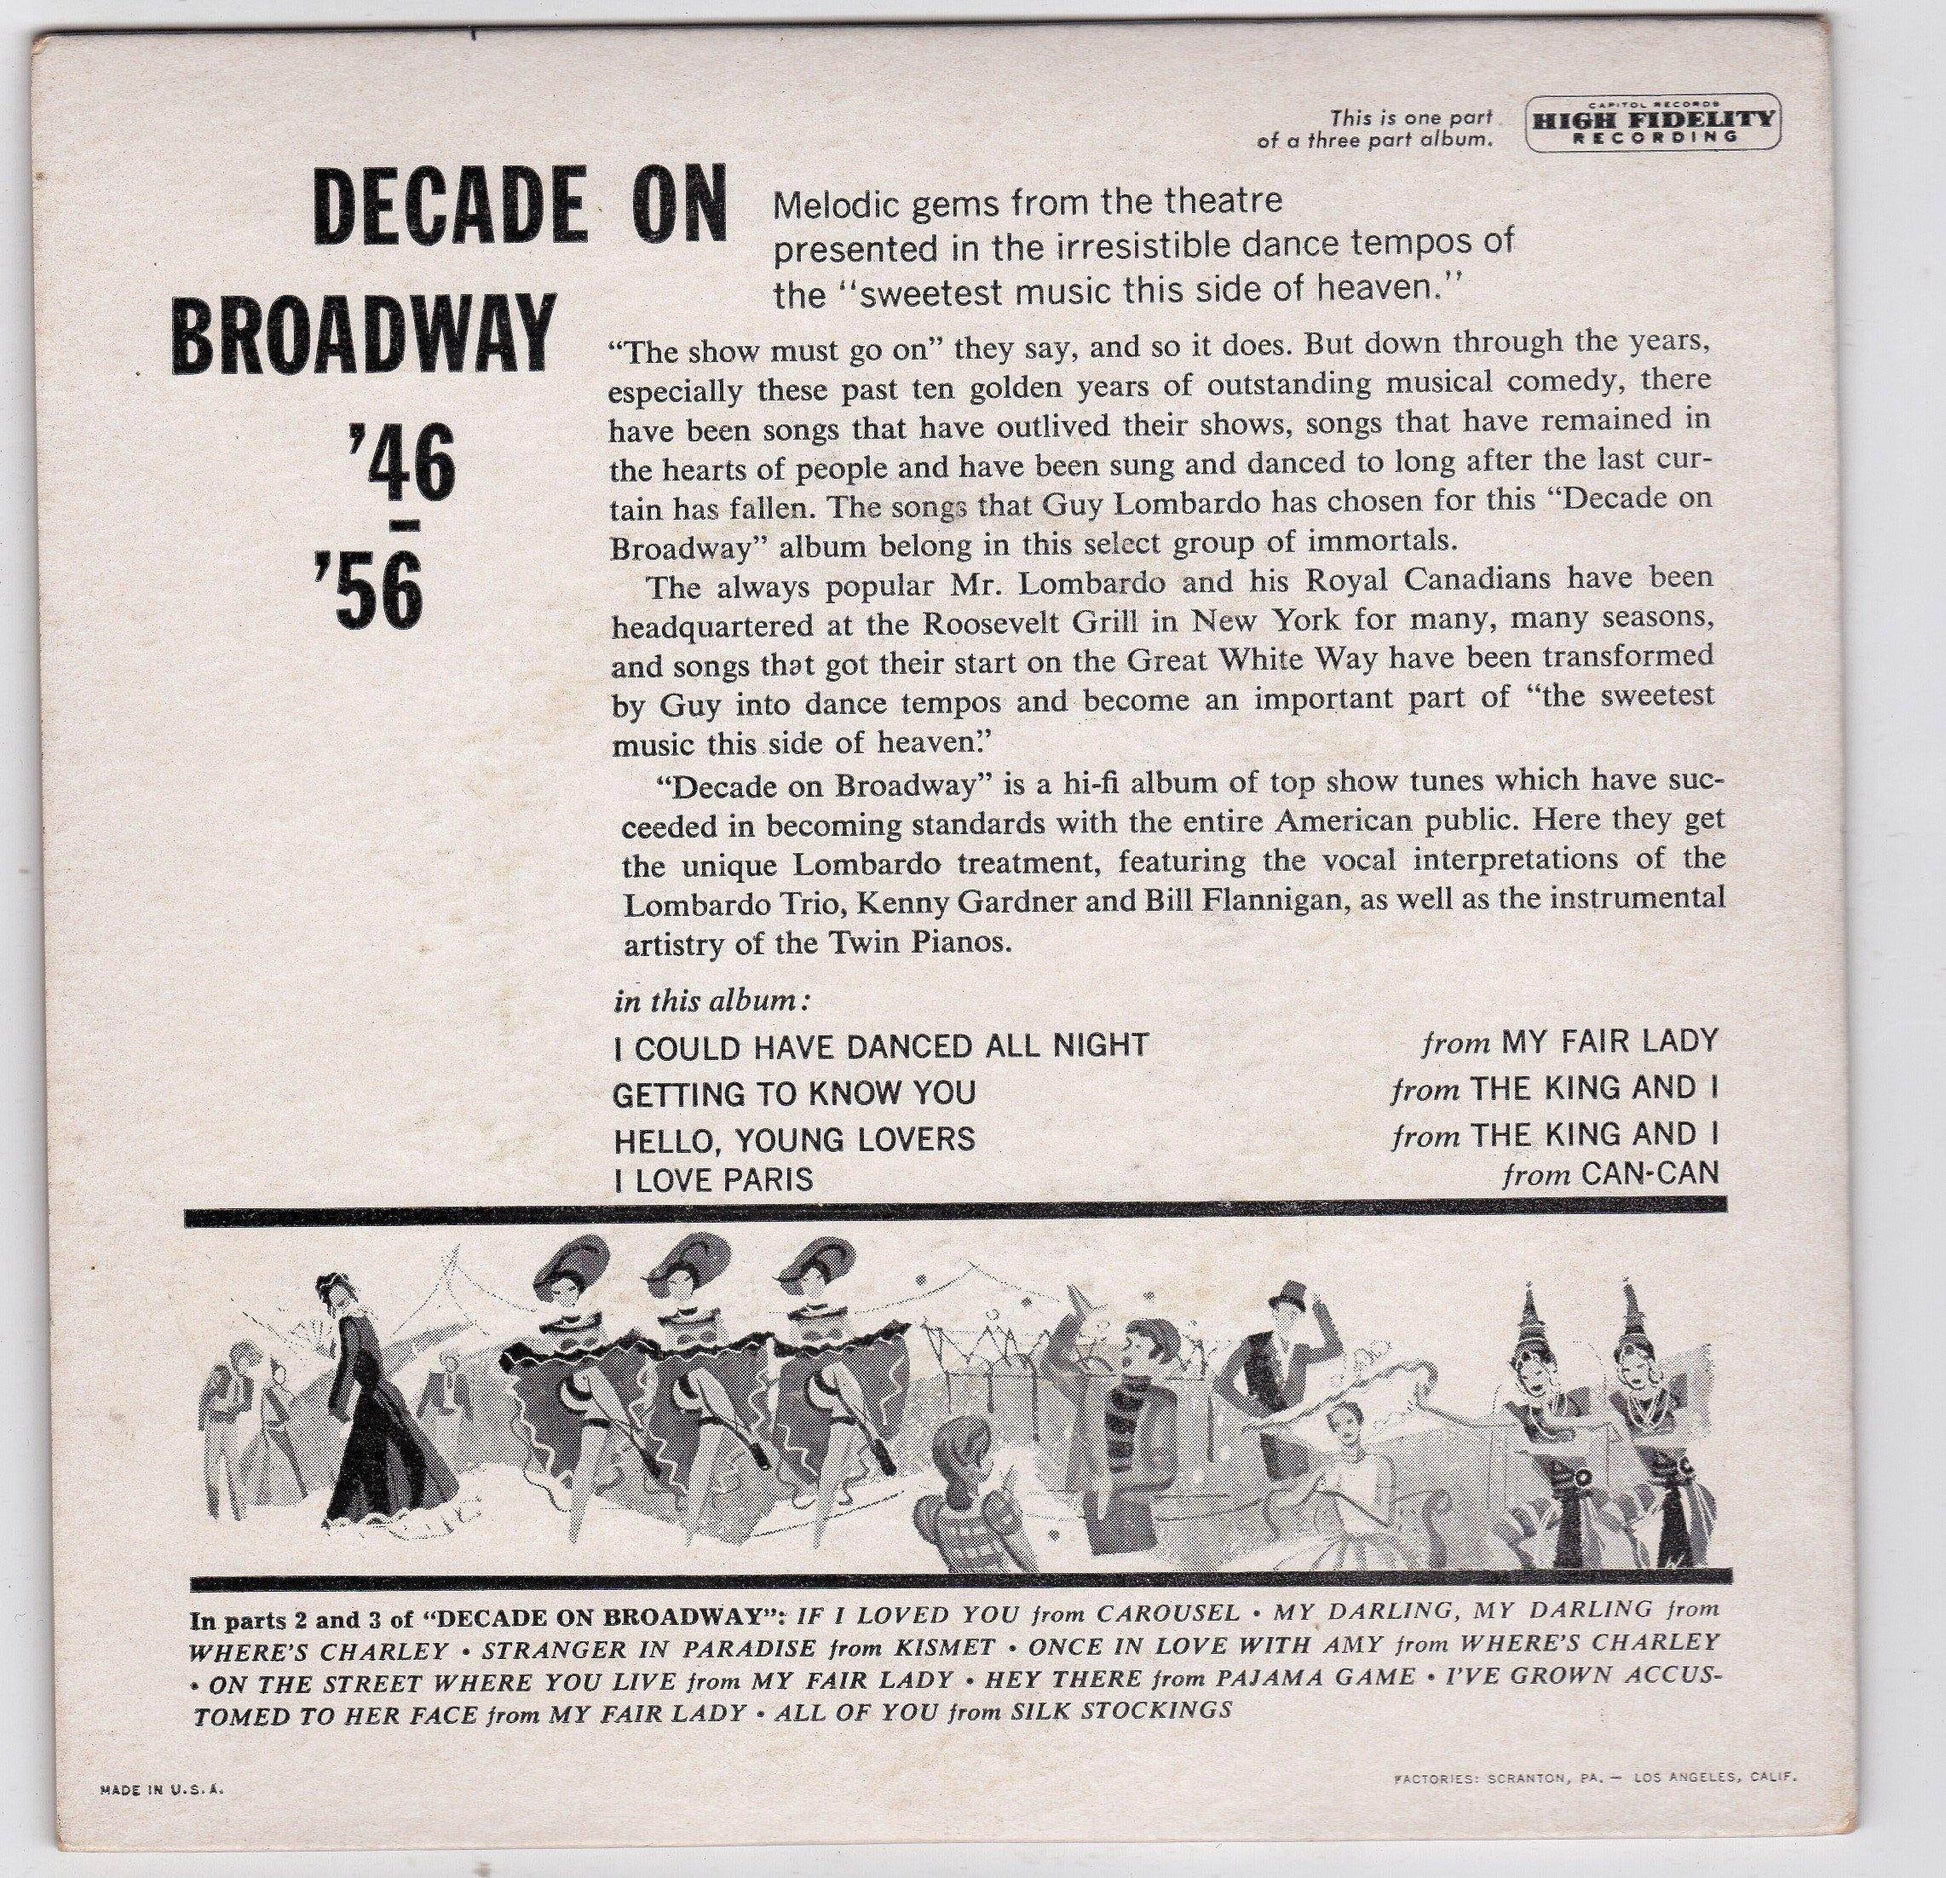 This is one part
of a three part album.
CAPITOL RECORDS
HIGH FIDELITY
RECORDING
DECADE ON
BROADWAY
'46
–
'56
Melodic gems from the theatre
presented in the irresistible dance tempos of
the "sweetest music this side of heaven."
“The show must go on” they say, and so it does. But down through the years,
especially these past ten golden years of outstanding musical comedy, there
have been songs that have outlived their shows, songs that have remained in
the hearts of people and have been sung and danced to long after the last cur-
tain has fallen. The songs that Guy Lombardo has chosen for this “Decade on
Broadway” album belong in this select group of immortals.
The always popular Mr. Lombardo and his Royal Canadians have been
headquartered at the Roosevelt Grill in New York for many, many seasons,
and songs that got their start on the Great White Way have been transformed
by Guy into dance tempos and become an important part of “the sweetest
music this side of heaven.”
“Decade on Broadway” is a hi-fi album of top show tunes which have suc-
ceeded in becoming standards with the entire American public. Here they get
the unique Lombardo treatment, featuring the vocal interpretations of the
Lombardo Trio, Kenny Gardner and Bill Flannigan, as well as the instrumental
artistry of the Twin Pianos.
in this album:
I COULD HAVE DANCED ALL NIGHT from MY FAIR LADY
GETTING TO KNOW YOU from THE KING AND I
HELLO, YOUNG LOVERS from THE KING AND I
I LOVE PARIS from CAN-CAN
In parts 2 and 3 of “DECADE ON BROADWAY”: IF I LOVED YOU from CAROUSEL • MY DARLING, MY DARLING from
WHERE'S CHARLEY • STRANGER IN PARADISE from KISMET • ONCE IN LOVE WITH AMY from WHERE'S CHARLEY
• ON THE STREET WHERE YOU LIVE from MY FAIR LADY • HEY THERE from PAJAMA GAME • I'VE GROWN ACCUS-
TOMED TO HER FACE from MY FAIR LADY • ALL OF YOU from SILK STOCKINGS
MADE IN U.S.A.
FACTORIES: SCRANTON, PA. — LOS ANGELES, CALIF.